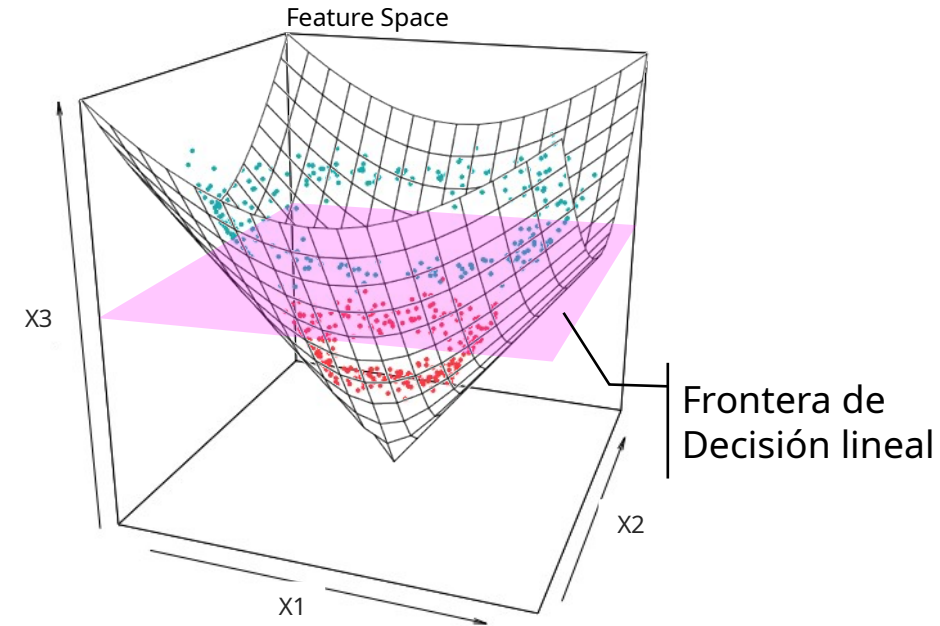 Feature Space
X3
Frontera de
Decisión lineal
X2
X1